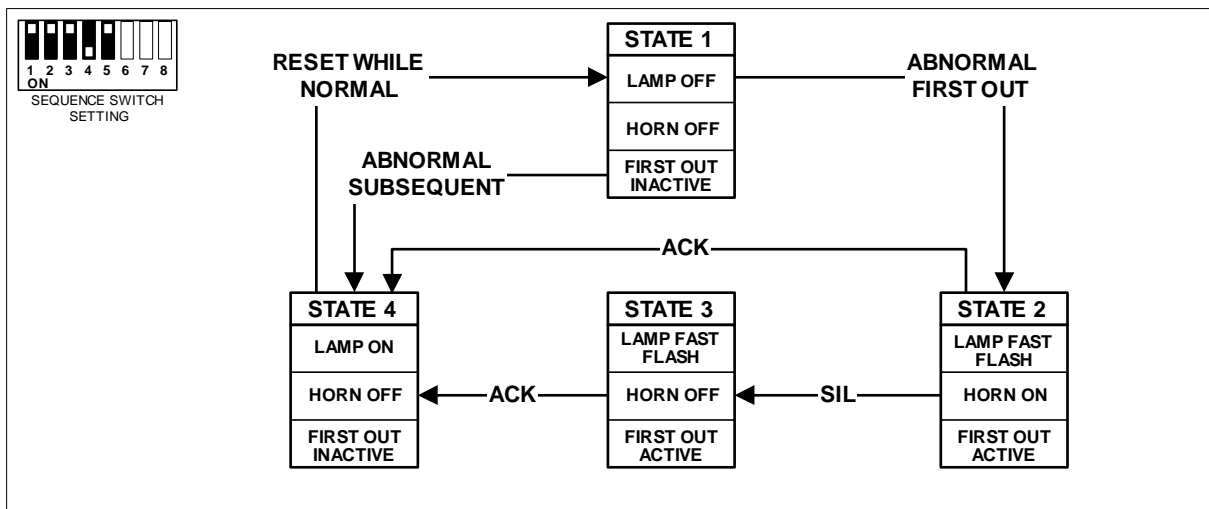 1 2 3 4 5 6 7 8
ON
SEQUENCE SWITCH
SETTING
RESET WHILE
NORMAL
STATE 1
LAMP OFF
HORN OFF
FIRST OUT
INACTIVE
ABNORMAL
FIRST OUT
ABNORMAL
SUBSEQUENT
ACK
STATE 4
LAMP ON
HORN OFF
FIRST OUT
INACTIVE
ACK
STATE 3
LAMP FAST
FLASH
HORN OFF
FIRST OUT
ACTIVE
SIL
STATE 2
LAMP FAST
FLASH
HORN ON
FIRST OUT
ACTIVE